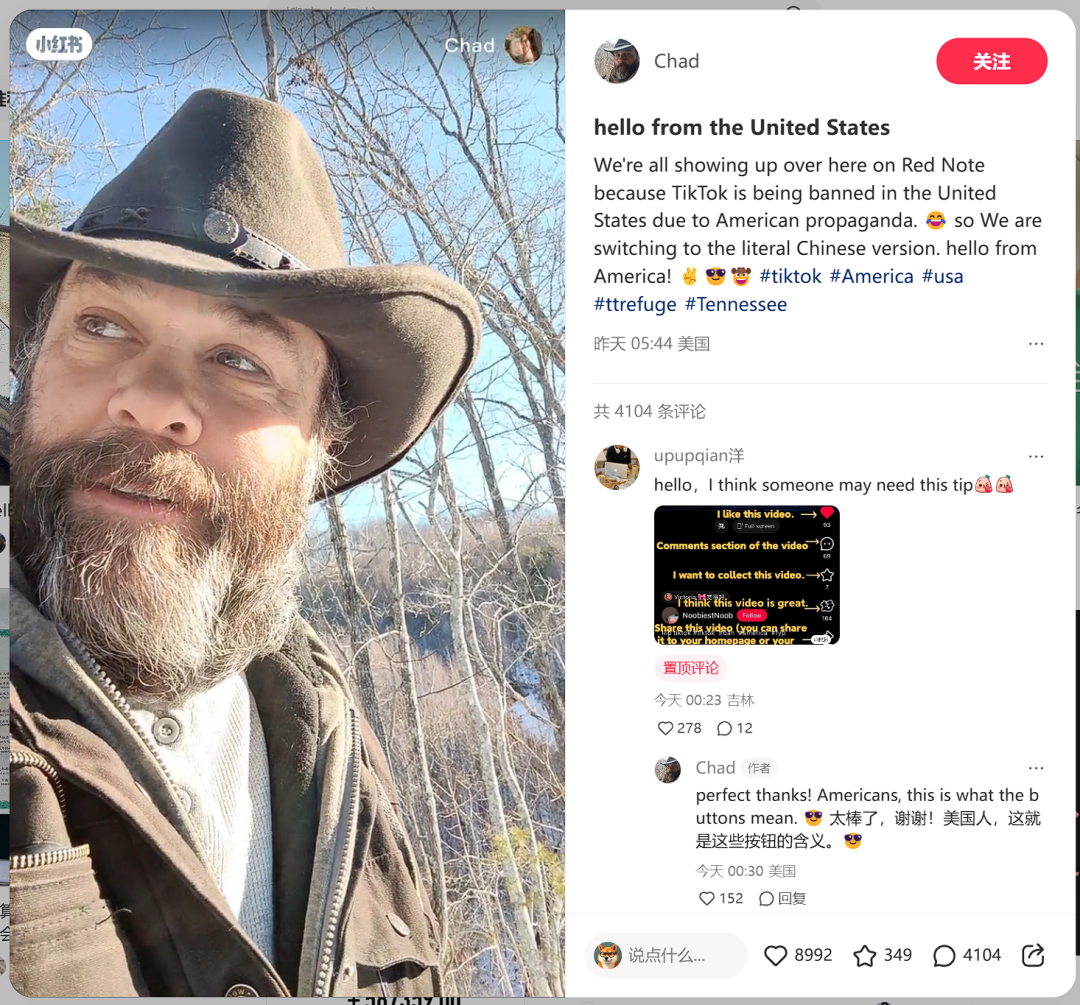 小红书
Chad
Chad
关注
hello from the United States
We're all showing up over here on Red Note
because TikTok is being banned in the United
States due to American propaganda. 😂 so We are
switching to the literal Chinese version. hello from
America! ✌️ 😎 🤠 #tiktok #America #usa
#ttrefuge #Tennessee
昨天 05:44 美国
共 4104 条评论
upupqian洋
hello，I think someone may need this tip
I like this video.
Full screen
93
Comments section of the video
69
I want to collect this video.
7
I think this video is great.
NoobiestNoob
Follow
184
Share this video (you can share
it to your homepage or your
置顶评论
今天 00:23 吉林
278
12
Chad 作者
perfect thanks! Americans, this is what the b
uttons mean. 😎 太棒了，谢谢！美国人，这就
是这些按钮的含义。😎
今天 00:30 美国
152
回复
说点什么...
8992
349
4104